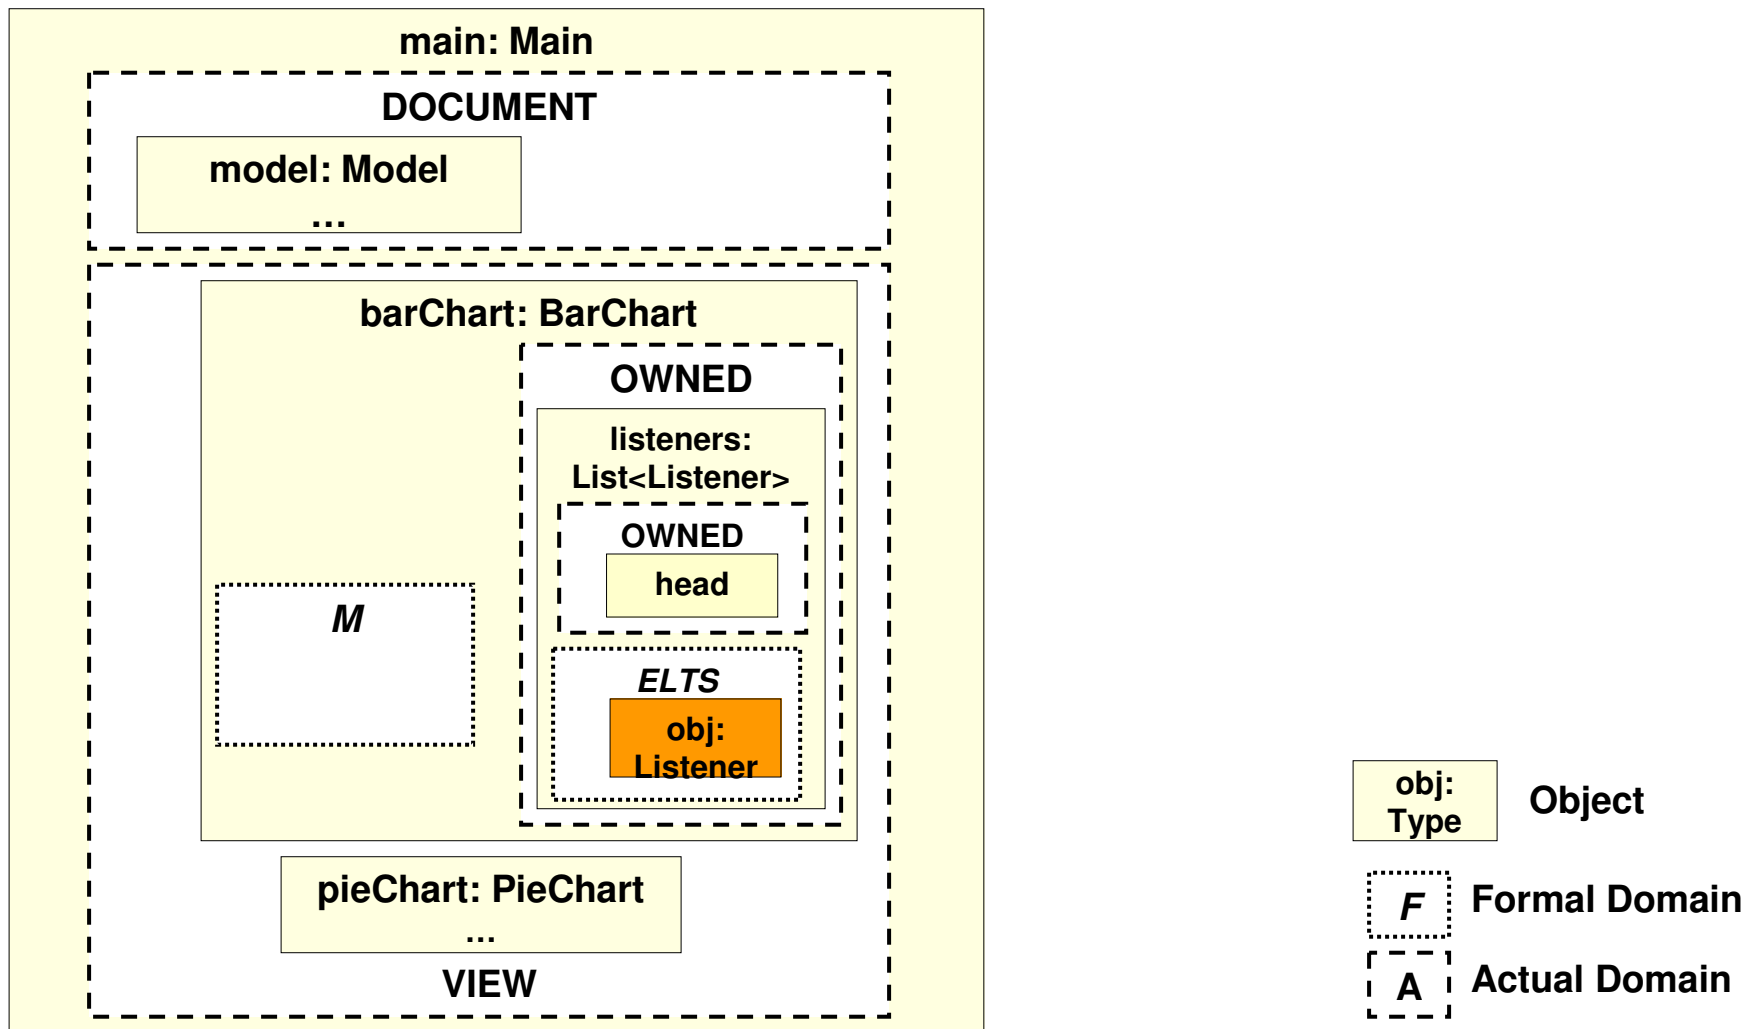 main: Main
DOCUMENT
model: Model
...
barChart: BarChart
OWNED
listeners:
List<Listener>
OWNED
head
M
ELTS
obj:
Listener
pieChart: PieChart
...
VIEW
obj:
Type
Object
F
Formal Domain
A
Actual Domain